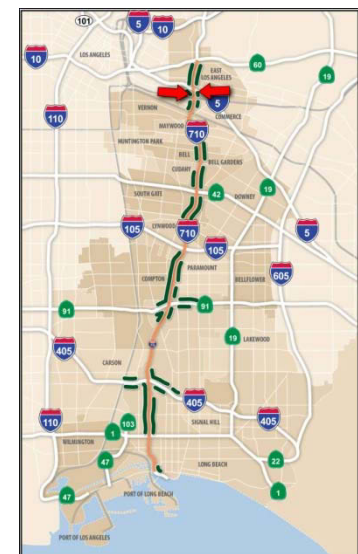 101
5
10
10
LOS ANGELES
EAST
LOS ANGELES
60
19
VERNON
5
COMMERCE
110
MAYWOOD
710
HUNTINGTON PARK
BELL
BELL GARDENS
CUDAHY
19
SOUTH GATE
42
DOWNEY
105
LYNWOOD
710
5
105
PARAMOUNT
605
COMPTON
BELLFLOWER
91
91
19
LAKEWOOD
405
CARSON
405
110
103
1
SIGNAL HILL
WILMINGTON
47
22
LONG BEACH
1
47
PORT OF LONG BEACH
PORT OF LOS ANGELES